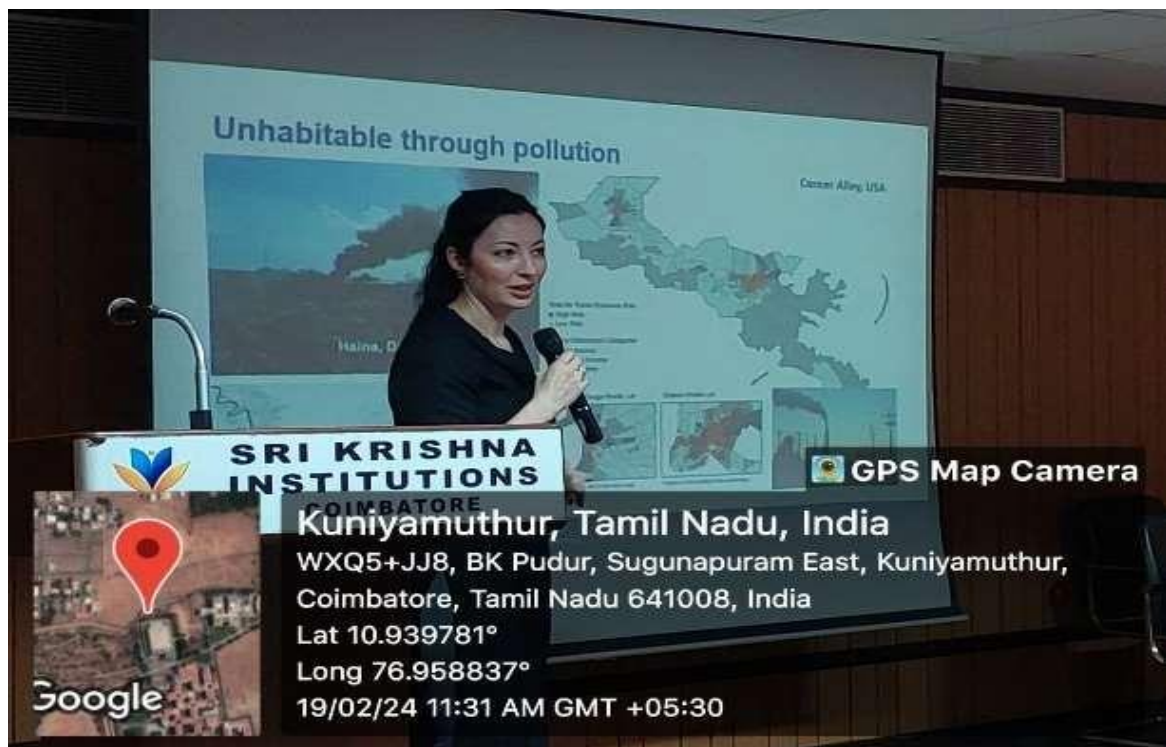 Unhabitable through pollution
Cancer Alley, USA
Haina, D
SRI KRISHNA
INSTITUTIONS
COIMBATORE
GPS Map Camera
Kuniyamuthur, Tamil Nadu, India
WXQ5+JJ8, BK Pudur, Sugunapuram East, Kuniyamuthur,
Coimbatore, Tamil Nadu 641008, India
Lat 10.939781°
Long 76.958837°
19/02/24 11:31 AM GMT +05:30
Google